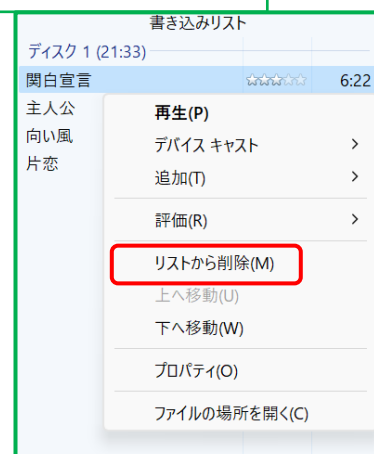 書き込みリスト
ディスク 1 (21:33)
関白宣言 6:22
主人公
向い風
片恋
再生(P)
デバイス キャスト
追加(T)
評価(R)
リストから削除(M)
上へ移動(U)
下へ移動(W)
プロパティ(O)
ファイルの場所を開く(C)